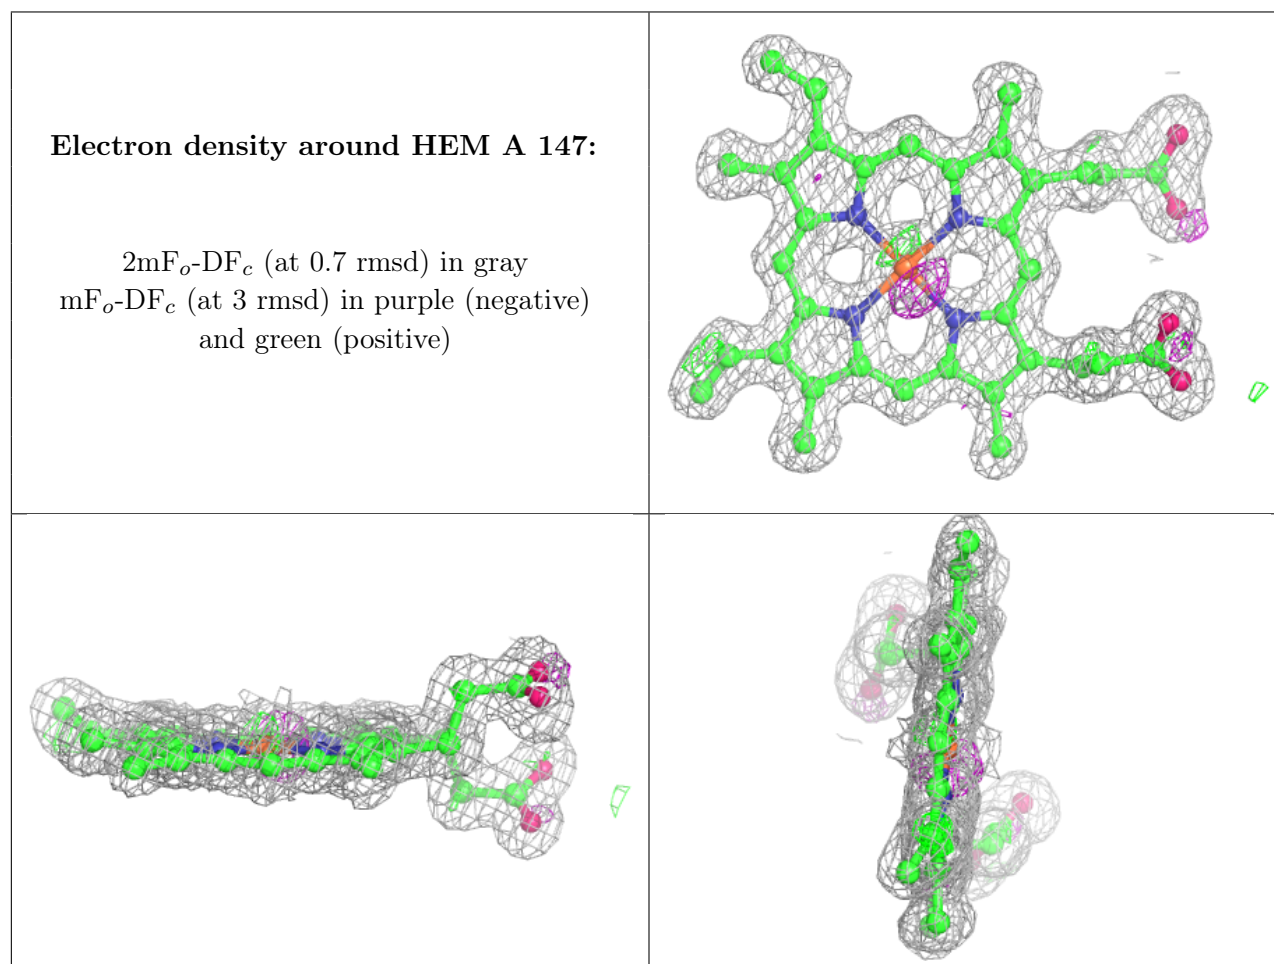 Electron density around HEM A 147:
2mFₒ-DF𝒸 (at 0.7 rmsd) in gray
mFₒ-DF𝒸 (at 3 rmsd) in purple (negative)
and green (positive)